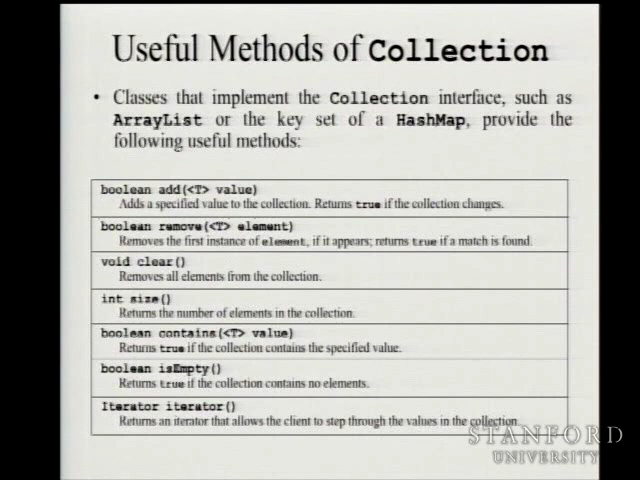 Useful Methods of Collection
• Classes that implement the Collection interface, such as
ArrayList or the key set of a HashMap, provide the
following useful methods:
boolean add(<T> value)
Adds a specified value to the collection. Returns true if the collection changes.
boolean remove(<T> element)
Removes the first instance of element, if it appears; returns true if a match is found.
void clear()
Removes all elements from the collection.
int size()
Returns the number of elements in the collection.
boolean contains(<T> value)
Returns true if the collection contains the specified value.
boolean isEmpty()
Returns true if the collection contains no elements.
Iterator iterator()
Returns an iterator that allows the client to step through the values in the collection.
STANFORD
UNIVERSITY